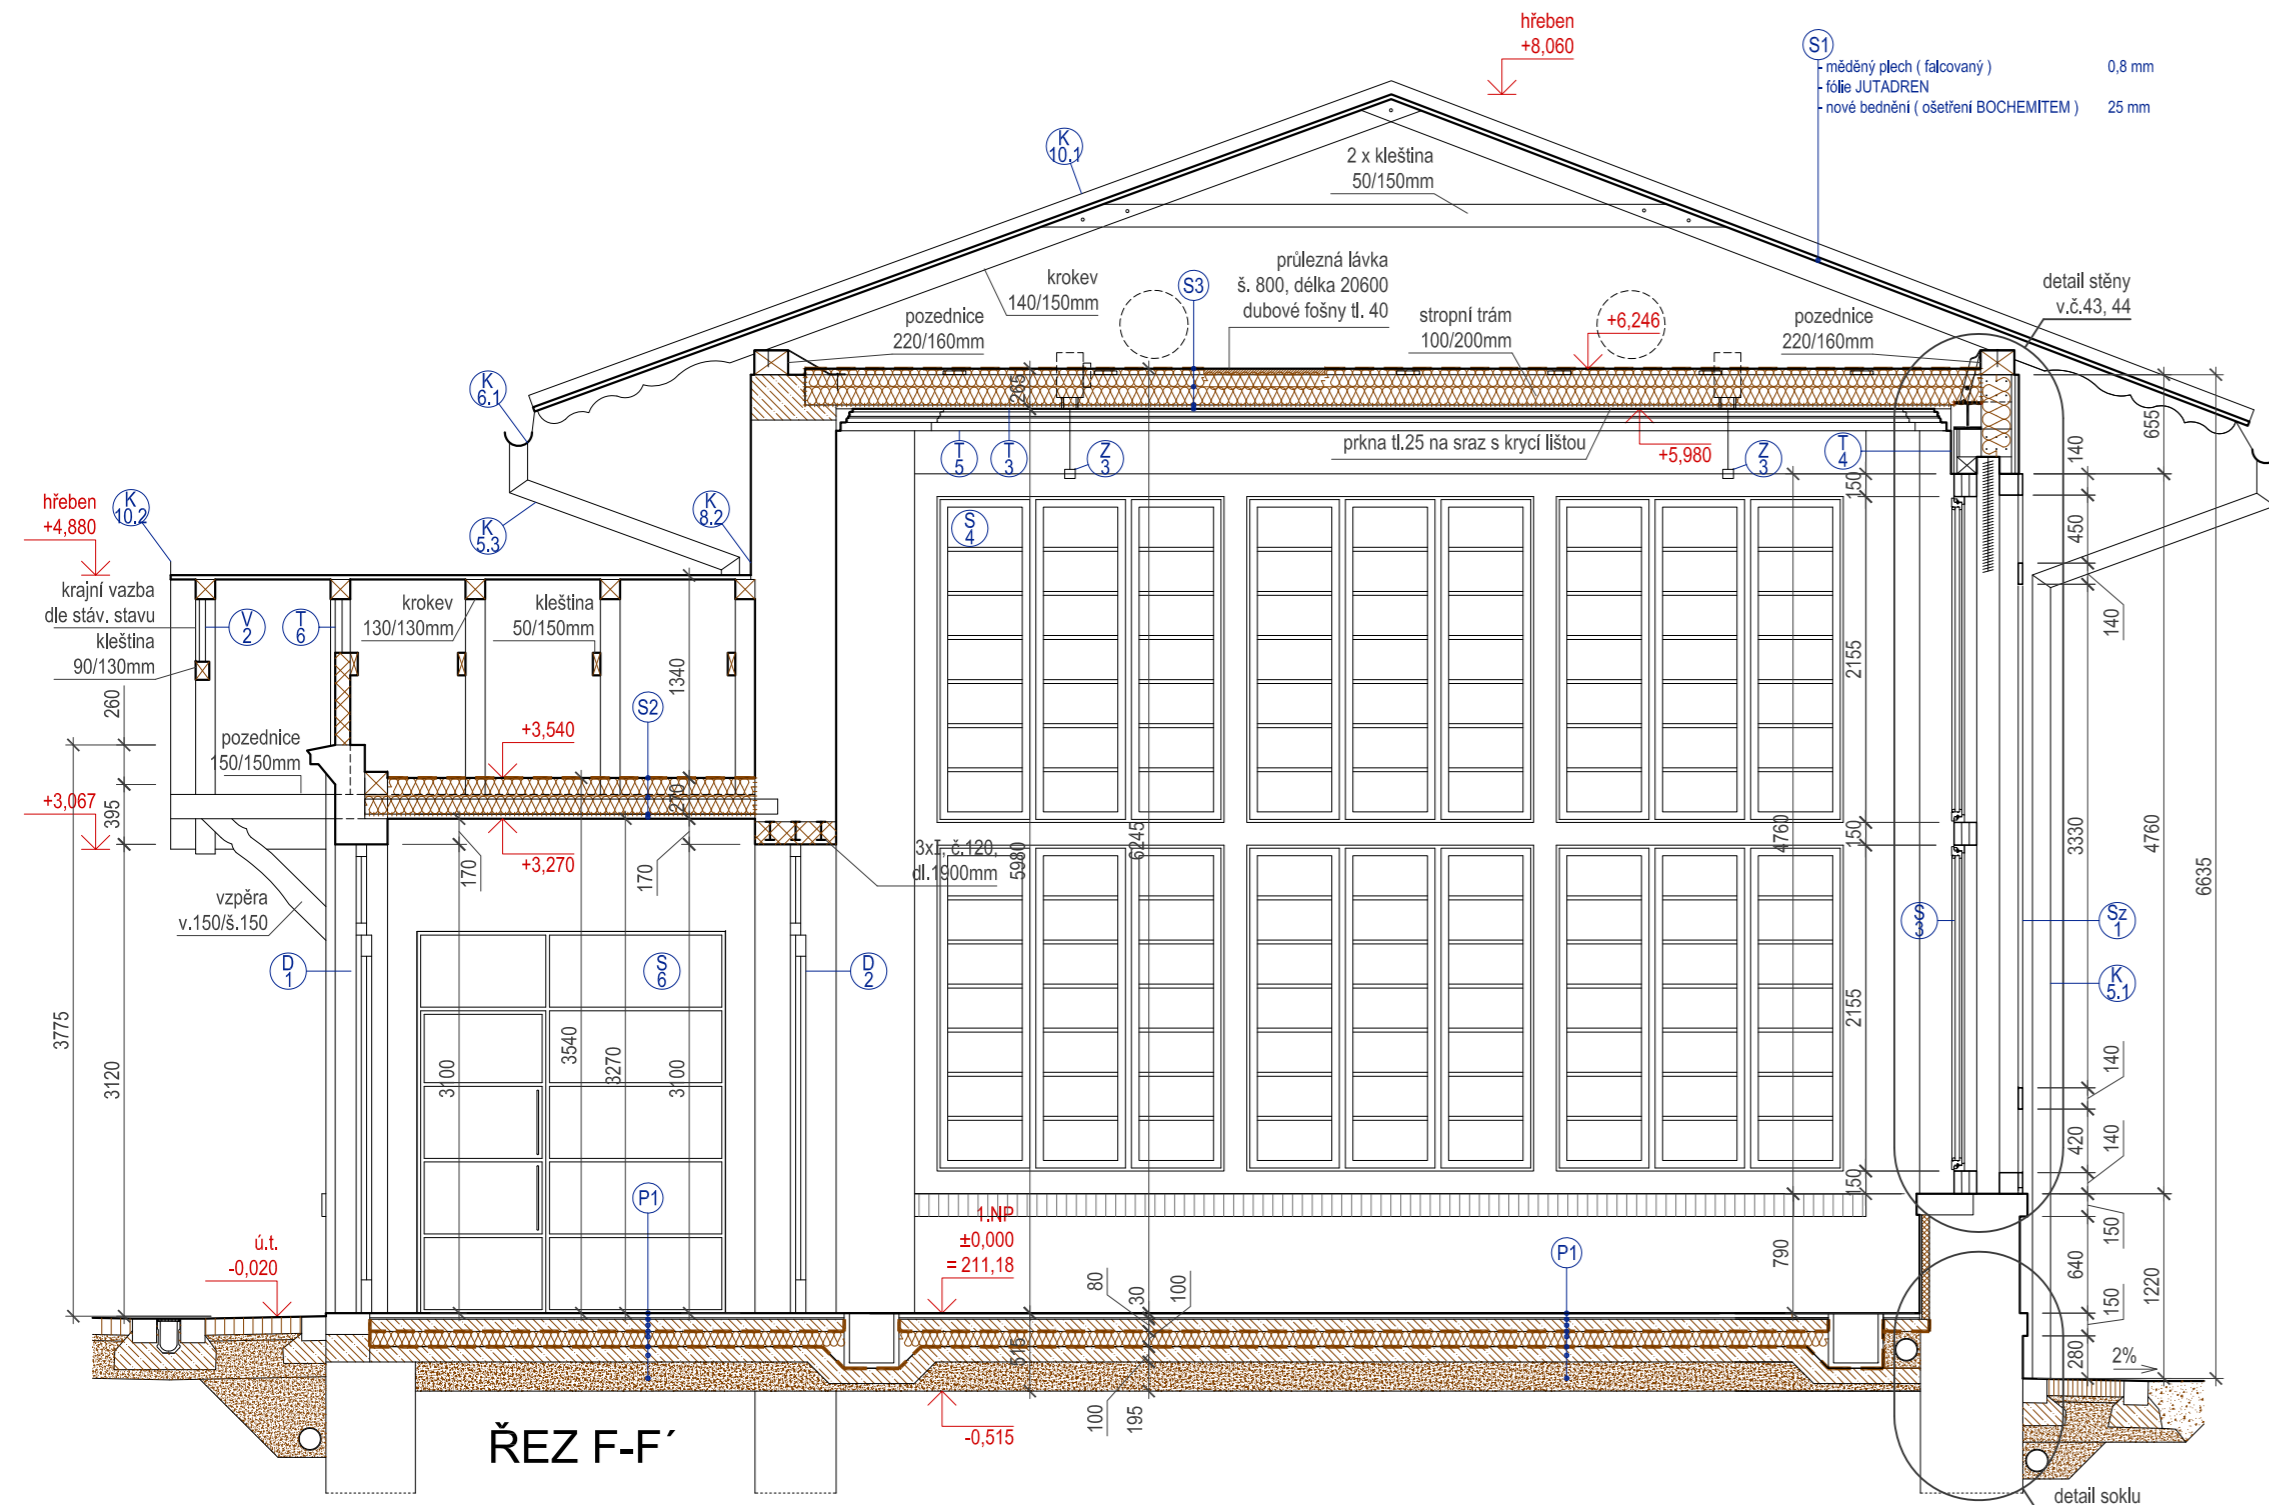 hřeben
+8,060
S1
- měděný plech ( falcovaný ) 0,8 mm
- fólie JUTADREN
- nové bednění ( ošetření BOCHEMITEM ) 25 mm
K
10.1
2 x kleština
50/150mm
krokev
140/150mm
S3
průlezná lávka
š. 800, délka 20600
dubové fošny tl. 40
stropní trám
100/200mm
+6,246
pozednice
220/160mm
detail stěny
v.č.43, 44
pozednice
220/160mm
K
6.1
265
prkna tl.25 na sraz s krycí lištou
+5,980
T
5
T
3
Z
3
Z
3
T
4
150
140
655
hřeben
+4,880
K
10.2
K
5.3
K
8.2
S
4
450
140
krajní vazba
dle stáv. stavu
kleština
90/130mm
V
2
T
6
krokev
130/130mm
kleština
50/150mm
1340
2155
260
S2
+3,540
pozednice
150/150mm
+3,067
395
270
+3,270
170
170
3xI, č.120,
dl.1900mm
5980
6245
4760
150
3330
4760
6635
vzpěra
v.150/š.150
D
1
S
6
D
2
S
3
Sz
1
K
5.1
3775
3120
3100
3540
3270
3100
2155
140
420
140
150
P1
1.NP
±0,000
= 211,18
ú.t.
-0,020
P1
790
150
640
150
1220
280
2%
80
30
100
515
100
195
-0,515
ŘEZ F-F´
detail soklu